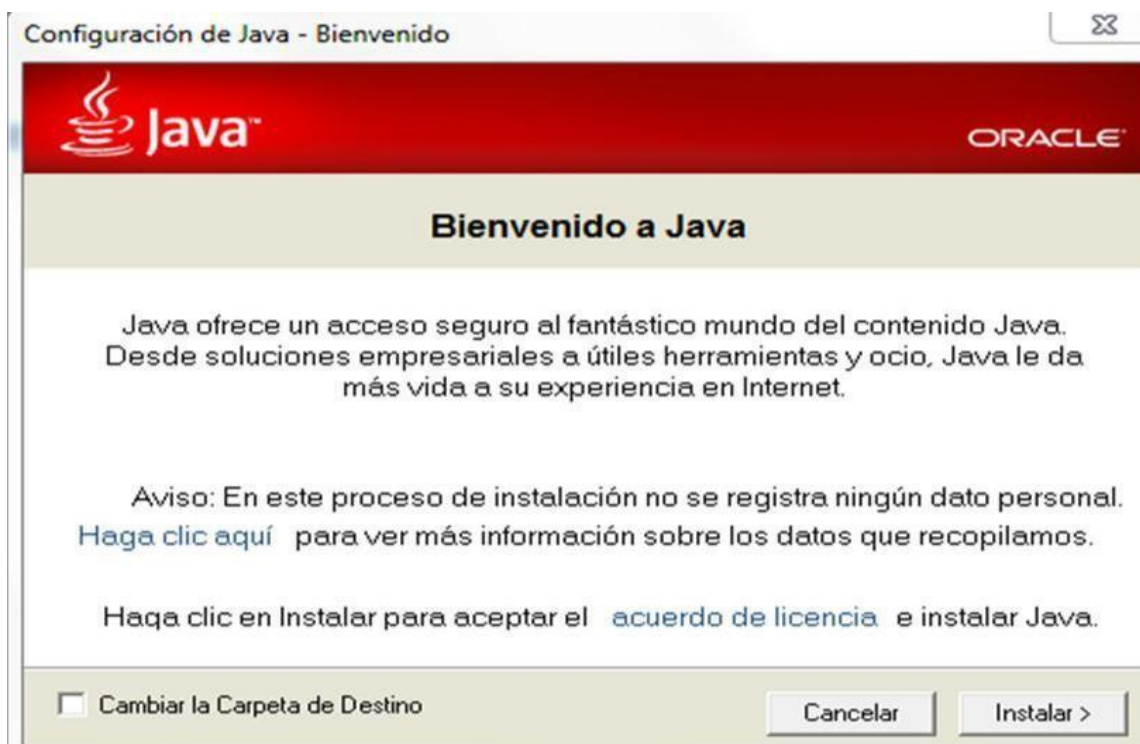 Configuración de Java - Bienvenido
Java™
ORACLE
Bienvenido a Java
Java ofrece un acceso seguro al fantástico mundo del contenido Java.
Desde soluciones empresariales a útiles herramientas y ocio, Java le da
más vida a su experiencia en Internet.
Aviso: En este proceso de instalación no se registra ningún dato personal.
Haga clic aquí para ver más información sobre los datos que recopilamos.
Haga clic en Instalar para aceptar el acuerdo de licencia e instalar Java.
Cambiar la Carpeta de Destino
Cancelar
Instalar >